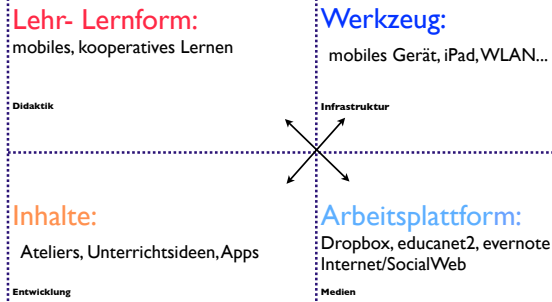 Lehr- Lernform:
mobiles, kooperatives Lernen
Didaktik
Werkzeug:
mobiles Gerät, iPad, WLAN...
Infrastruktur
Inhalte:
Ateliers, Unterrichtsideen, Apps
Entwicklung
Arbeitsplattform:
Dropbox, educanet2, evernote
Internet/SocialWeb
Medien